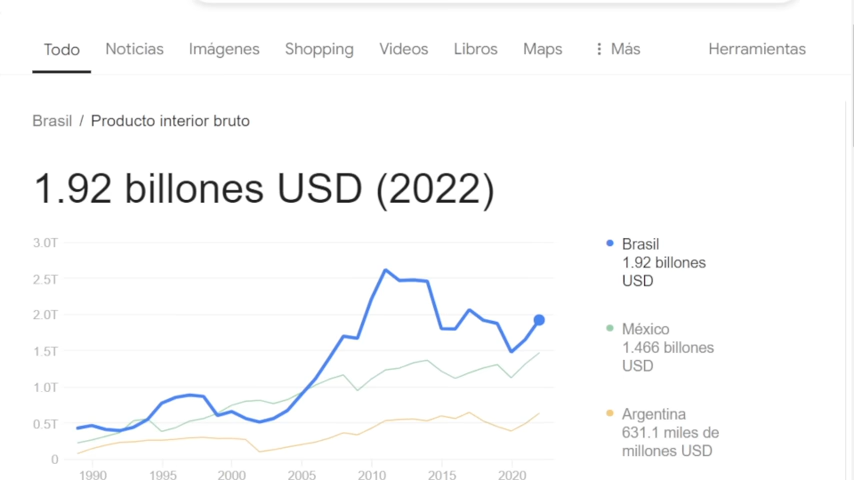 Todo Noticias Imágenes Shopping Videos Libros Maps Más Herramientas
Brasil / Producto interior bruto
1.92 billones USD (2022)
3.0T
2.5T
2.0T
1.5T
1.0T
0.5T
0
1990 1995 2000 2005 2010 2015 2020
Brasil
1.92 billones
USD
México
1.466 billones
USD
Argentina
631.1 miles de
millones USD